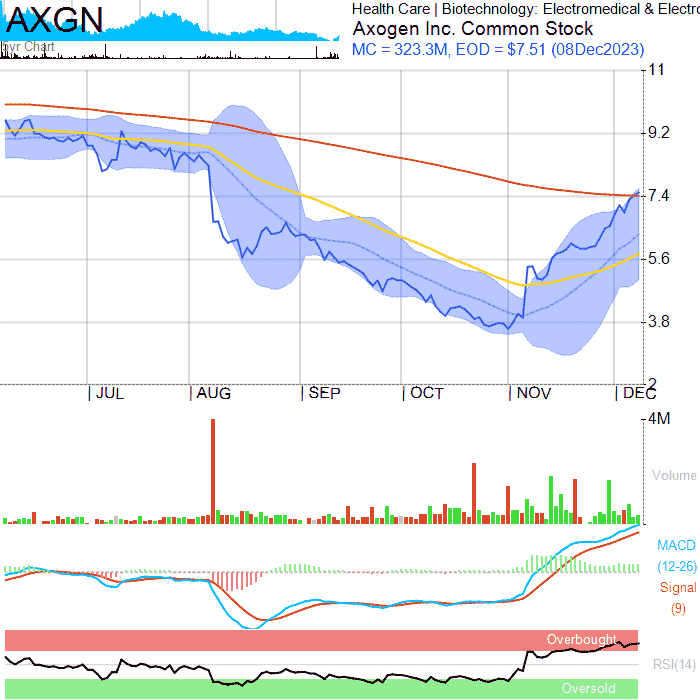 AXGN
5yr Chart
Health Care | Biotechnology: Electromedical & Electro
Axogen Inc. Common Stock
MC = 323.3M, EOD = $7.51 (08Dec2023)
11
9.2
7.4
5.6
3.8
2
JUL
AUG
SEP
OCT
NOV
DEC
4M
Volume
MACD
(12-26)
Signal
(9)
Overbought
RSI(14)
Oversold